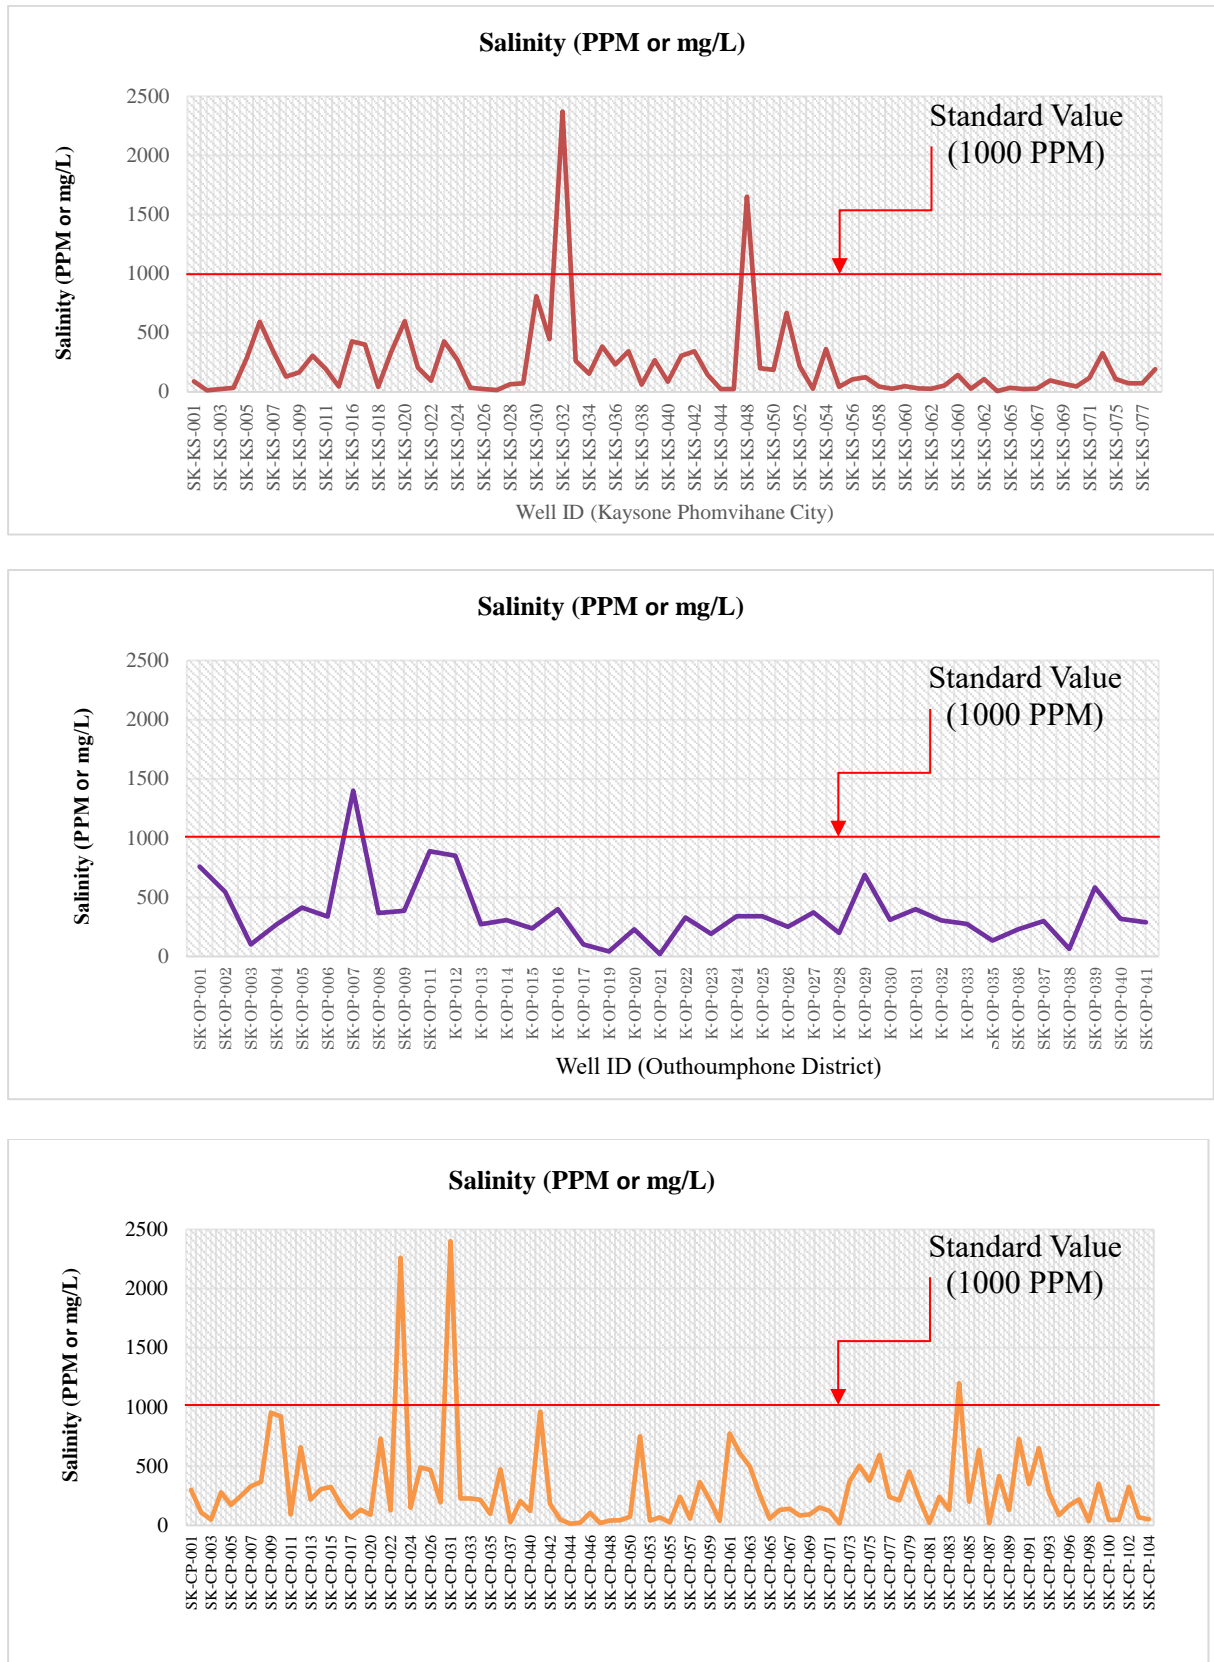 Salinity (PPM or mg/L)
Salinity (PPM or mg/L)
2500
2000
1500
1000
500
0
Standard Value
(1000 PPM)
SK-KS-001
SK-KS-003
SK-KS-005
SK-KS-007
SK-KS-009
SK-KS-011
SK-KS-016
SK-KS-018
SK-KS-020
SK-KS-022
SK-KS-024
SK-KS-026
SK-KS-028
SK-KS-030
SK-KS-032
SK-KS-034
SK-KS-036
SK-KS-038
SK-KS-040
SK-KS-042
SK-KS-044
SK-KS-048
SK-KS-050
SK-KS-052
SK-KS-054
SK-KS-056
SK-KS-058
SK-KS-060
SK-KS-062
SK-KS-060
SK-KS-062
SK-KS-065
SK-KS-067
SK-KS-069
SK-KS-071
SK-KS-075
SK-KS-077
Well ID (Kaysone Phomvihane City)
Salinity (PPM or mg/L)
Salinity (PPM or mg/L)
2500
2000
1500
1000
500
0
Standard Value
(1000 PPM)
SK-OP-001
SK-OP-002
SK-OP-003
SK-OP-004
SK-OP-005
SK-OP-006
SK-OP-007
SK-OP-008
SK-OP-009
SK-OP-011
K-OP-012
K-OP-013
K-OP-014
K-OP-015
K-OP-016
K-OP-017
K-OP-019
K-OP-020
K-OP-021
K-OP-022
K-OP-023
K-OP-024
K-OP-025
K-OP-026
K-OP-027
K-OP-028
K-OP-029
K-OP-030
K-OP-031
K-OP-032
K-OP-033
SK-OP-035
SK-OP-036
SK-OP-037
SK-OP-038
SK-OP-039
SK-OP-040
SK-OP-041
Well ID (Outhoumphone District)
Salinity (PPM or mg/L)
Salinity (PPM or mg/L)
2500
2000
1500
1000
500
0
Standard Value
(1000 PPM)
SK-CP-001
SK-CP-003
SK-CP-005
SK-CP-007
SK-CP-009
SK-CP-011
SK-CP-013
SK-CP-015
SK-CP-017
SK-CP-020
SK-CP-022
SK-CP-024
SK-CP-026
SK-CP-031
SK-CP-033
SK-CP-035
SK-CP-037
SK-CP-040
SK-CP-042
SK-CP-044
SK-CP-046
SK-CP-048
SK-CP-050
SK-CP-053
SK-CP-055
SK-CP-057
SK-CP-059
SK-CP-061
SK-CP-063
SK-CP-065
SK-CP-067
SK-CP-069
SK-CP-071
SK-CP-073
SK-CP-075
SK-CP-077
SK-CP-079
SK-CP-081
SK-CP-083
SK-CP-085
SK-CP-087
SK-CP-089
SK-CP-091
SK-CP-093
SK-CP-096
SK-CP-098
SK-CP-100
SK-CP-102
SK-CP-104